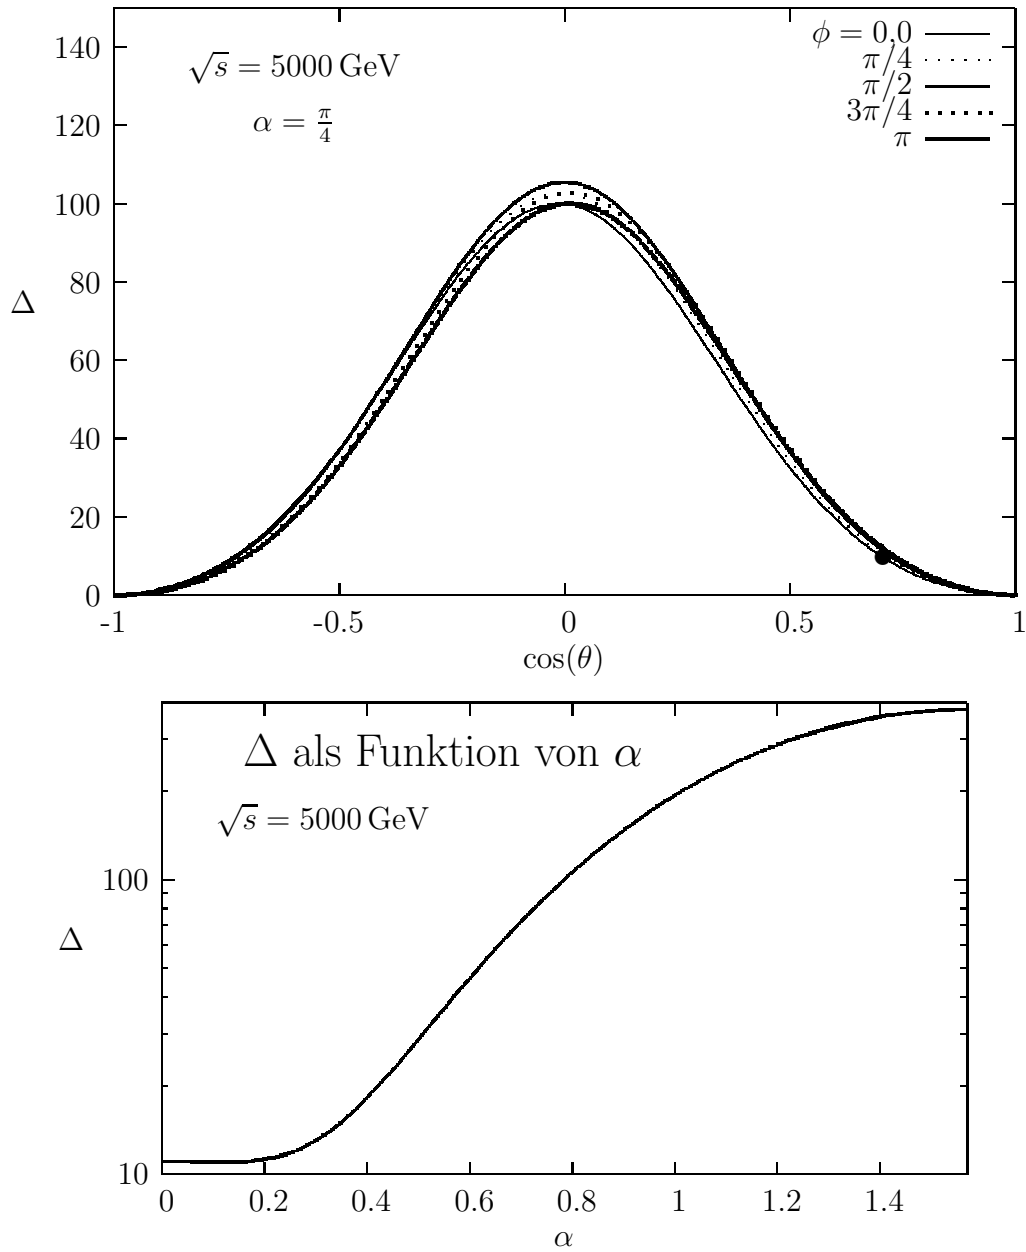 140
120
100
80
60
40
20
0
Δ
√s = 5000 GeV
α = π/4
ϕ = 0,0
π/4
π/2
3π/4
π
-1 -0.5 0 0.5 1
cos(θ)
Δ als Funktion von α
√s = 5000 GeV
100
Δ
10
0 0.2 0.4 0.6 0.8 1 1.2 1.4
α